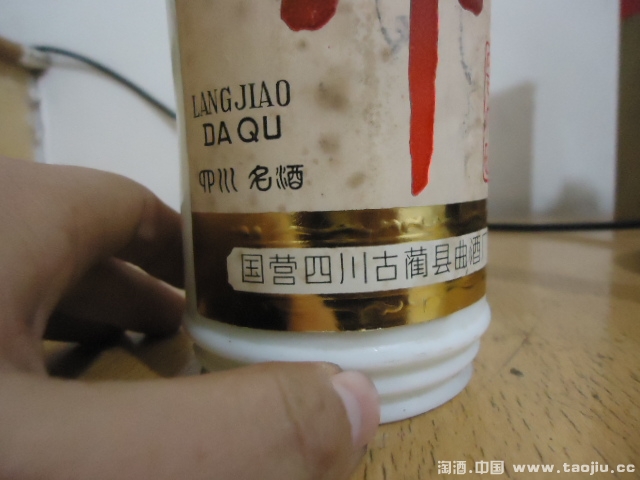 LANGJIAO
DA QU
四川 名酒
国营四川古蔺县曲酒厂
淘酒.中国 www.taojiu.cc